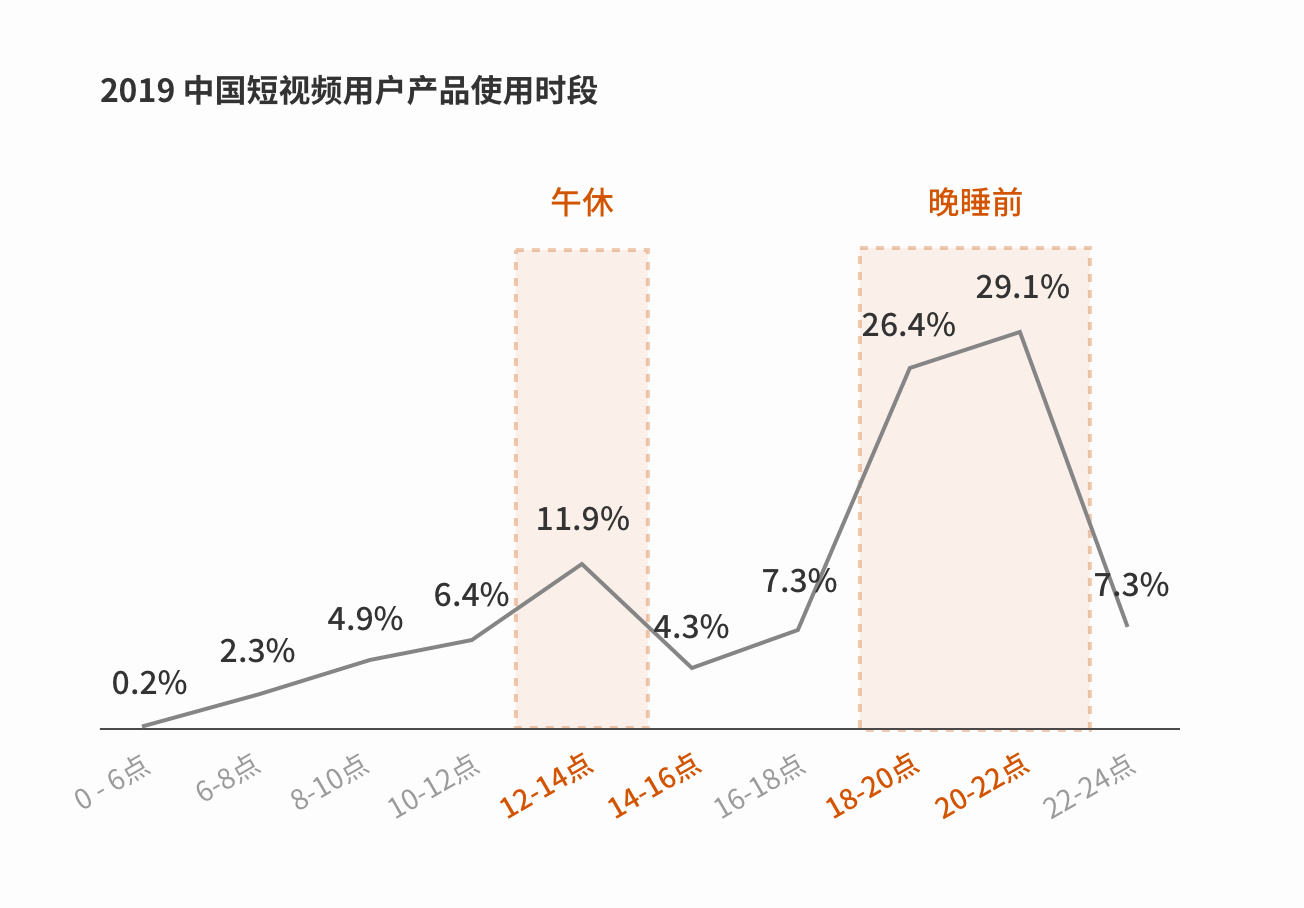 2019 中国短视频用户产品使用时段
午休
晚睡前
0.2%
2.3%
4.9%
6.4%
11.9%
4.3%
7.3%
26.4%
29.1%
7.3%
0 - 6点
6-8点
8-10点
10-12点
12-14点
14-16点
16-18点
18-20点
20-22点
22-24点